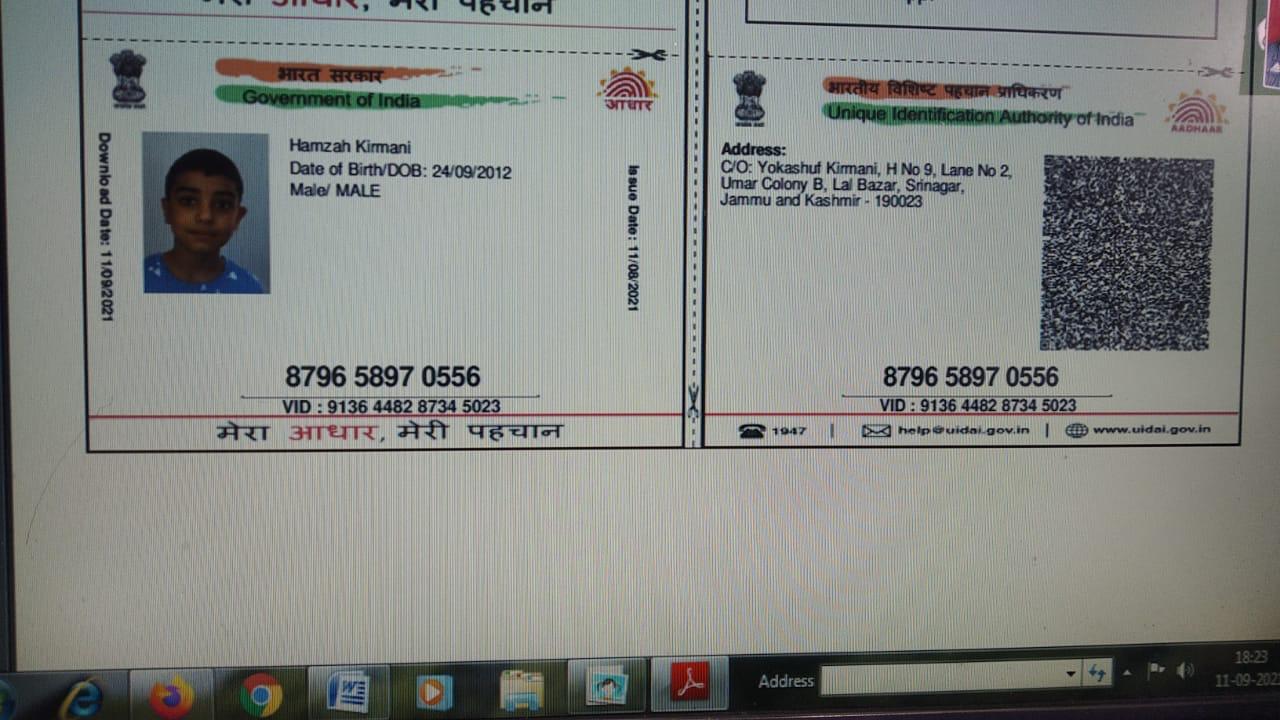 मेरा आधार, मेरी पहचान
भारत सरकार
Government of India
आधार
Download Date: 11/09/2021
Hamzah Kirmani
Date of Birth/DOB: 24/09/2012
Male/ MALE
Issue Date: 11/08/2021
8796 5897 0556
VID : 9136 4482 8734 5023
मेरा आधार, मेरी पहचान
भारतीय विशिष्ट पहचान प्राधिकरण
Unique Identification Authority of India
AADHAAR
Address:
C/O: Yokashuf Kirmani, H No 9, Lane No 2,
Umar Colony B, Lal Bazar, Srinagar,
Jammu and Kashmir - 190023
8796 5897 0556
VID : 9136 4482 8734 5023
1947 | help@uidai.gov.in | www.uidai.gov.in
Address
18:23